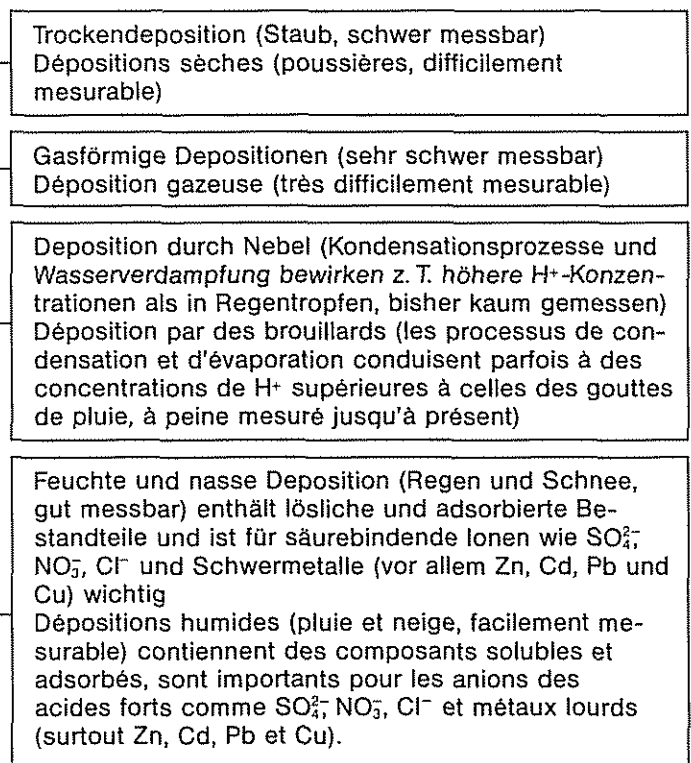 Trockendeposition (Staub, schwer messbar)
Dépositions sèches (poussières, difficilement
mesurable)
Gasförmige Depositionen (sehr schwer messbar)
Déposition gazeuse (très difficilement mesurable)
Deposition durch Nebel (Kondensationsprozesse und
Wasserverdampfung bewirken z. T. höhere H⁺-Konzen-
trationen als in Regentropfen, bisher kaum gemessen)
Déposition par des brouillards (les processus de con-
densation et d'évaporation conduisent parfois à des
concentrations de H⁺ supérieures à celles des gouttes
de pluie, à peine mesuré jusqu'à présent)
Feuchte und nasse Deposition (Regen und Schnee,
gut messbar) enthält lösliche und adsorbierte Be-
standteile und ist für säurebindende Ionen wie SO₄²⁻,
NO₃⁻, Cl⁻ und Schwermetalle (vor allem Zn, Cd, Pb und
Cu) wichtig
Dépositions humides (pluie et neige, facilement me-
surable) contiennent des composants solubles et
adsorbés, sont importants pour les anions des
acides forts comme SO₄²⁻, NO₃⁻, Cl⁻ et métaux lourds
(surtout Zn, Cd, Pb et Cu).